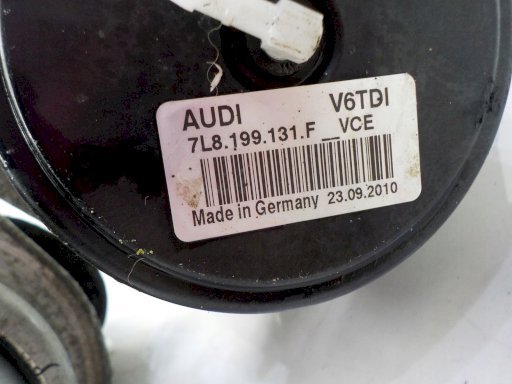 AUDI V6TDI
7L8.199.131.F __VCE
Made in Germany 23.09.2010